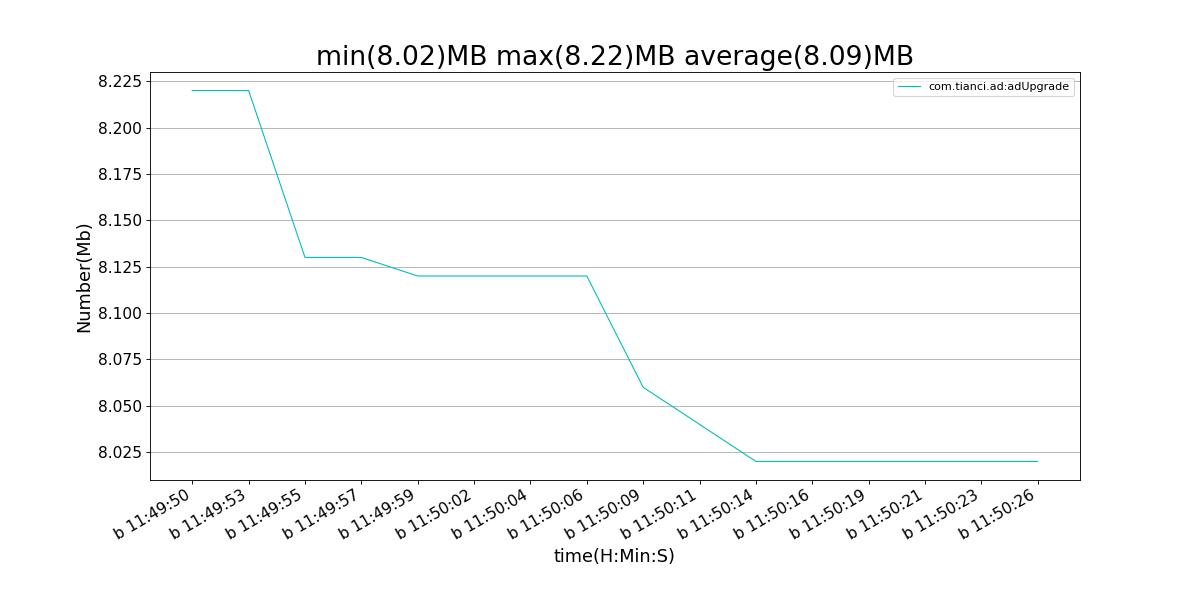 min(8.02)MB max(8.22)MB average(8.09)MB
com.tianci.ad:adUpgrade
Number(Mb)
8.225
8.200
8.175
8.150
8.125
8.100
8.075
8.050
8.025
b 11:49:50
b 11:49:53
b 11:49:55
b 11:49:57
b 11:49:59
b 11:50:02
b 11:50:04
b 11:50:06
b 11:50:09
b 11:50:11
b 11:50:14
b 11:50:16
b 11:50:19
b 11:50:21
b 11:50:23
b 11:50:26
time(H:Min:S)